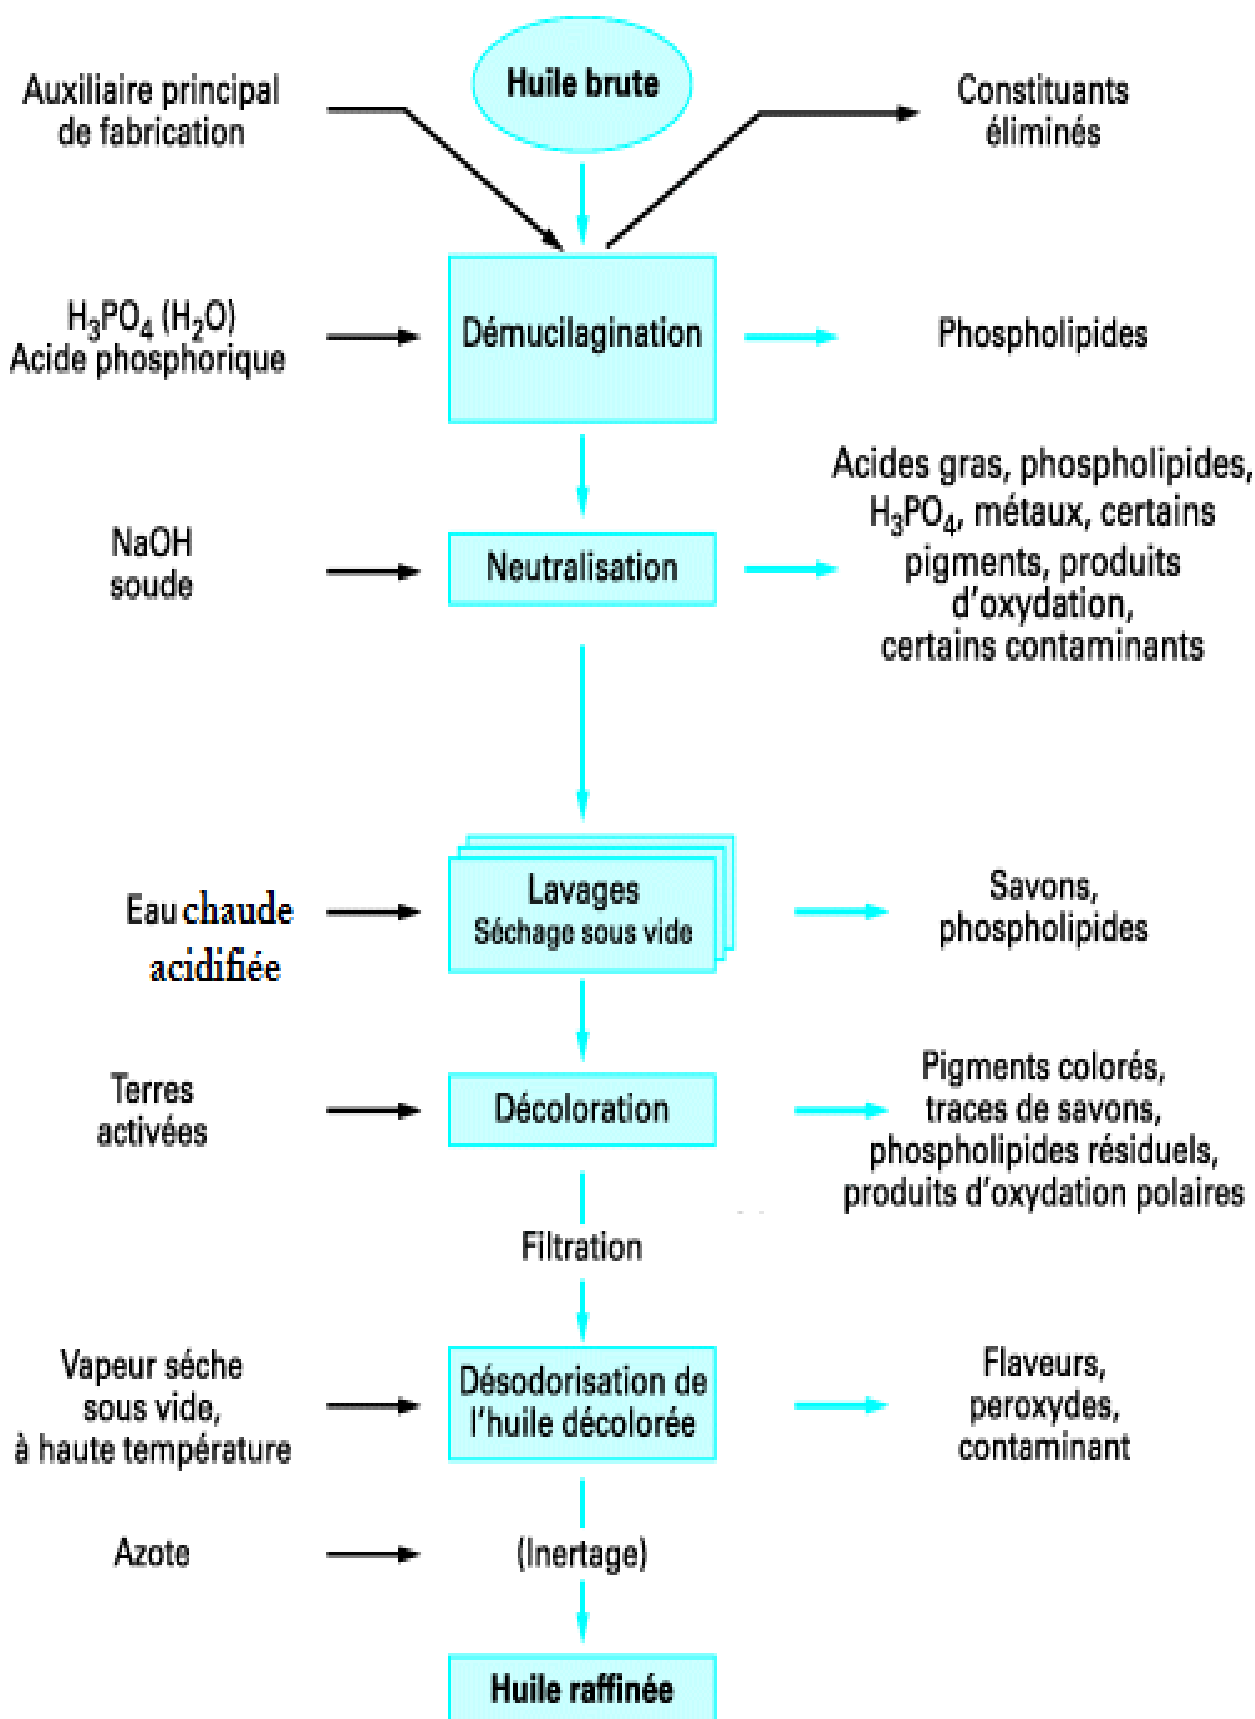 Huile brute
Auxiliaire principal
de fabrication
Constituants
éliminés
H₃PO₄ (H₂O)
Acide phosphorique
Démucilagination
Phospholipides
NaOH
soude
Neutralisation
Acides gras, phospholipides,
H₃PO₄, métaux, certains
pigments, produits
d'oxydation,
certains contaminants
Eau chaude
acidifiée
Lavages
Séchage sous vide
Savons,
phospholipides
Terres
activées
Décoloration
Pigments colorés,
traces de savons,
phospholipides résiduels,
produits d'oxydation polaires
Filtration
Vapeur séche
sous vide,
à haute température
Désodorisation de
l'huile décolorée
Flaveurs,
peroxydes,
contaminant
Azote
(Inertage)
Huile raffinée